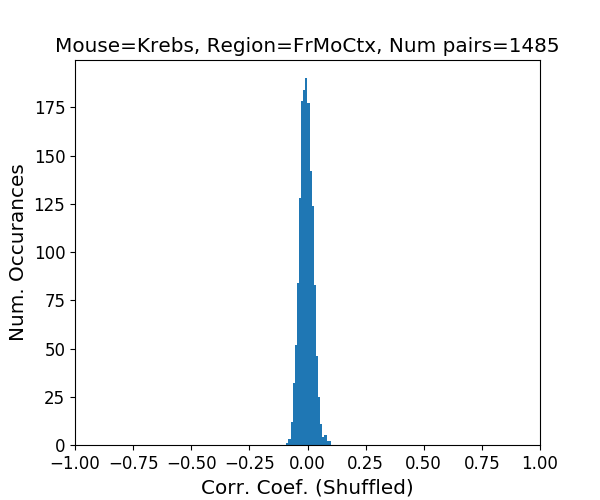 Mouse=Krebs, Region=FrMoCtx, Num pairs=1485
Num. Occurances
175
150
125
100
75
50
25
0
−1.00 −0.75 −0.50 −0.25 0.00 0.25 0.50 0.75 1.00
Corr. Coef. (Shuffled)